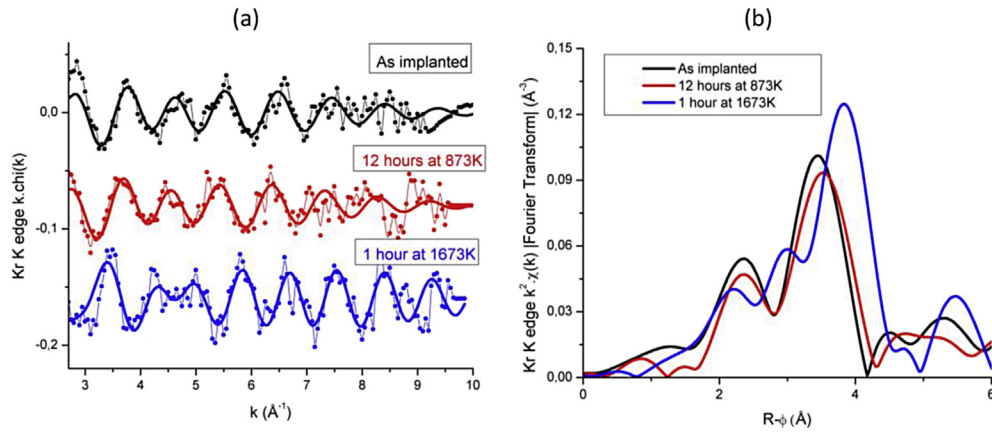 (a)
Kr K edge k.chi(k)
0.0
-0.1
-0.2
As implanted
12 hours at 873K
1 hour at 1673K
3 4 5 6 7 8 9 10
k (Å⁻¹)
(b)
Kr K edge k².χ(k) |Fourier Transform| (Å⁻³)
0,15
0,12
0,09
0,06
0,03
0,00
As implanted
12 hours at 873K
1 hour at 1673K
0 2 4 6
R-ϕ (Å)